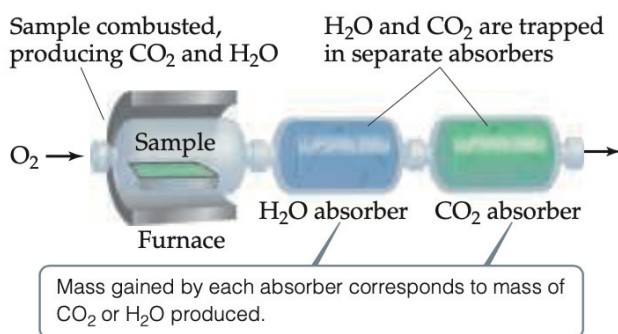 Sample combusted,
producing CO₂ and H₂O
H₂O and CO₂ are trapped
in separate absorbers
O₂
Sample
H₂O absorber
CO₂ absorber
Furnace
Mass gained by each absorber corresponds to mass of
CO₂ or H₂O produced.